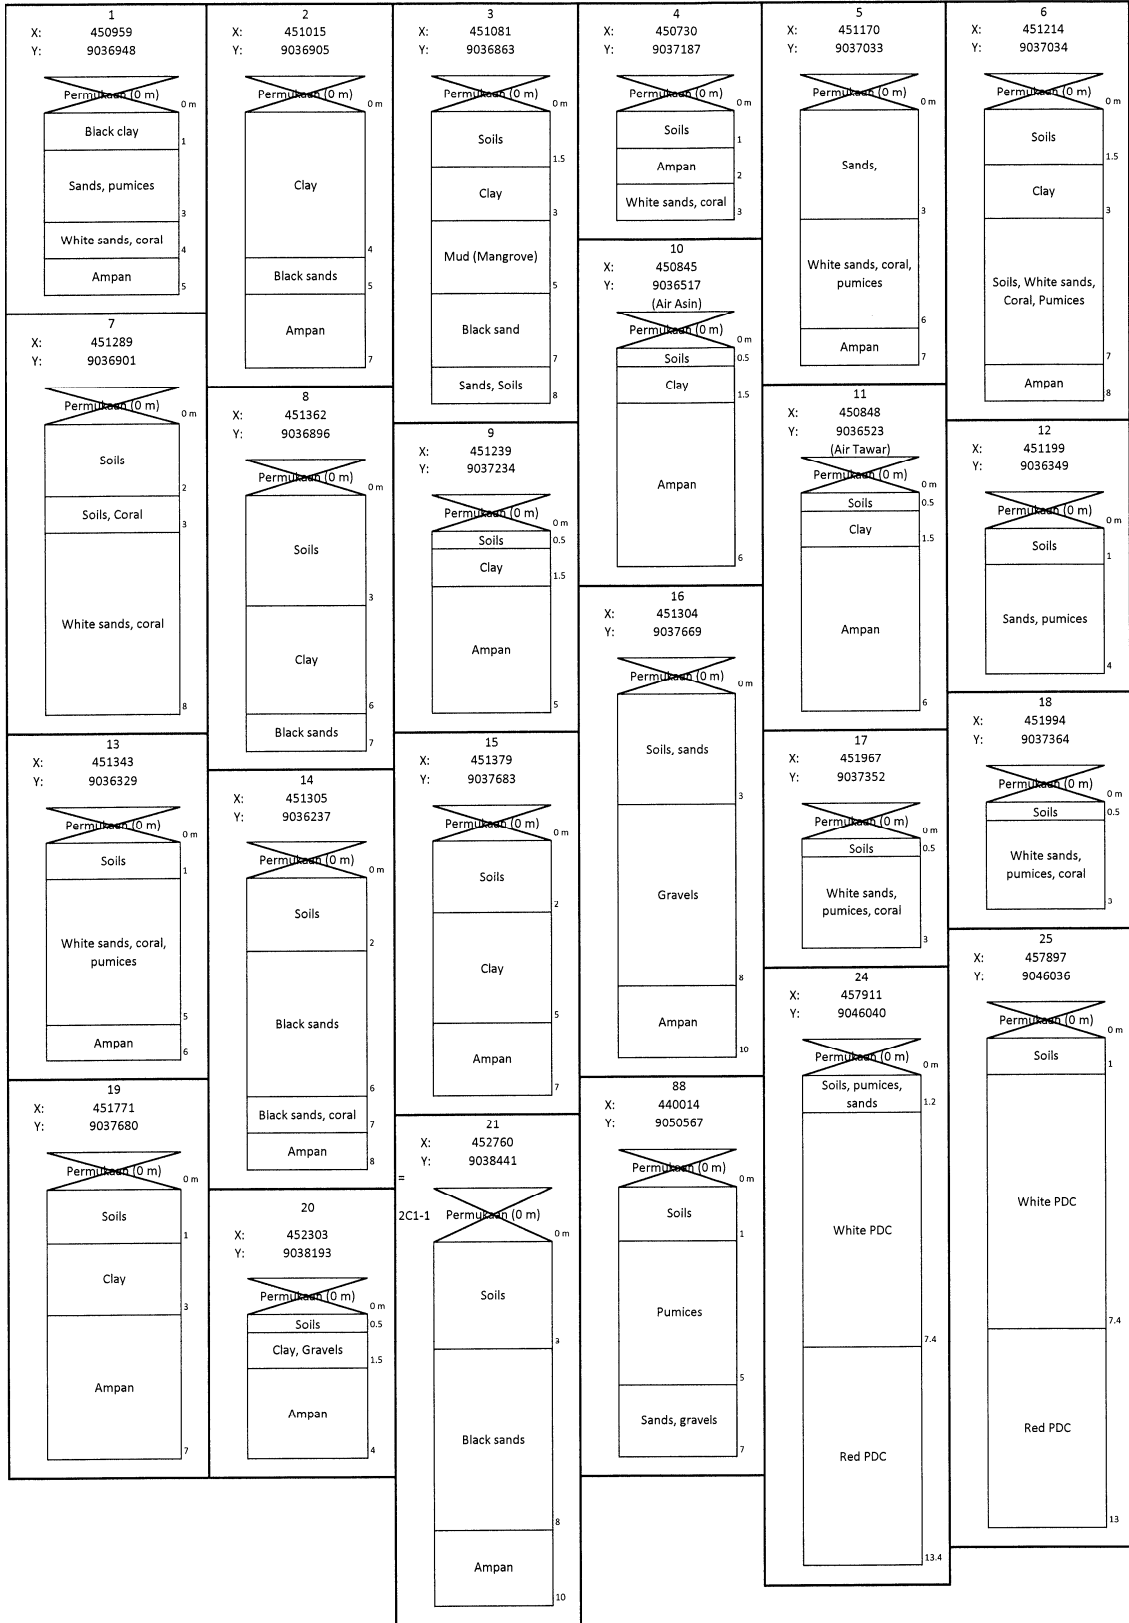 1
X: 450959
Y: 9036948
Permukaan (0 m)
0 m
Black clay
1
Sands, pumices
3
White sands, coral
4
Ampan
5
2
X: 451015
Y: 9036905
Permukaan (0 m)
0 m
Clay
4
Black sands
5
Ampan
7
3
X: 451081
Y: 9036863
Permukaan (0 m)
0 m
Soils
1.5
Clay
3
Mud (Mangrove)
5
Black sand
7
Sands, Soils
8
4
X: 450730
Y: 9037187
Permukaan (0 m)
0 m
Soils
1
Ampan
2
White sands, coral
3
5
X: 451170
Y: 9037033
Permukaan (0 m)
0 m
Sands,
3
White sands, coral,
pumices
6
Ampan
7
6
X: 451214
Y: 9037034
Permukaan (0 m)
0 m
Soils
1.5
Clay
3
Soils, White sands,
Coral, Pumices
7
Ampan
8
7
X: 451289
Y: 9036901
Permukaan (0 m)
0 m
Soils
2
Soils, Coral
3
White sands, coral
8
8
X: 451362
Y: 9036896
Permukaan (0 m)
0 m
Soils
3
Clay
6
Black sands
7
9
X: 451239
Y: 9037234
Permukaan (0 m)
0 m
Soils
0.5
Clay
1.5
Ampan
5
10
X: 450845
Y: 9036517
(Air Asin)
Permukaan (0 m)
0 m
Soils
0.5
Clay
1.5
Ampan
6
11
X: 450848
Y: 9036523
(Air Tawar)
Permukaan (0 m)
0 m
Soils
0.5
Clay
1.5
Ampan
6
12
X: 451199
Y: 9036349
Permukaan (0 m)
0 m
Soils
1
Sands, pumices
4
13
X: 451343
Y: 9036329
Permukaan (0 m)
0 m
Soils
1
White sands, coral,
pumices
5
Ampan
6
14
X: 451305
Y: 9036237
Permukaan (0 m)
0 m
Soils
2
Black sands
6
Black sands, coral
7
Ampan
8
15
X: 451379
Y: 9037683
Permukaan (0 m)
0 m
Soils
2
Clay
5
Ampan
7
16
X: 451304
Y: 9037669
Permukaan (0 m)
0 m
Soils, sands
3
Gravels
8
Ampan
10
17
X: 451967
Y: 9037352
Permukaan (0 m)
0 m
Soils
0.5
White sands,
pumices, coral
3
18
X: 451994
Y: 9037364
Permukaan (0 m)
0 m
Soils
0.5
White sands,
pumices, coral
3
19
X: 451771
Y: 9037680
Permukaan (0 m)
0 m
Soils
1
Clay
3
Ampan
7
20
X: 452303
Y: 9038193
Permukaan (0 m)
0 m
Soils
0.5
Clay, Gravels
1.5
Ampan
4
21
X: 452760
Y: 9038441
=
2C1-1
Permukaan (0 m)
0 m
Soils
3
Black sands
8
Ampan
10
88
X: 440014
Y: 9050567
Permukaan (0 m)
0 m
Soils
1
Pumices
5
Sands, gravels
7
24
X: 457911
Y: 9046040
Permukaan (0 m)
0 m
Soils, pumices,
sands
1.2
White PDC
7.4
Red PDC
13.4
25
X: 457897
Y: 9046036
Permukaan (0 m)
0 m
Soils
1
White PDC
7.4
Red PDC
13